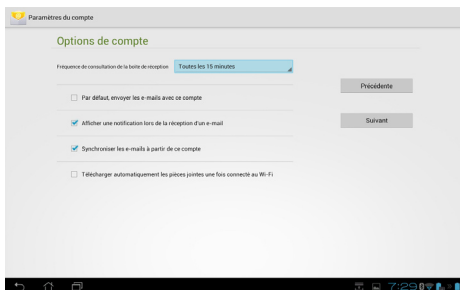 Paramètres du compte
Options de compte
Fréquence de consultation de la boîte de réception Toutes les 15 minutes
Précédente
Par défaut, envoyer les e-mails avec ce compte
Afficher une notification lors de la réception d'un e-mail
Suivant
Synchroniser les e-mails à partir de ce compte
Télécharger automatiquement les pièces jointes une fois connecté au Wi-Fi
7:29